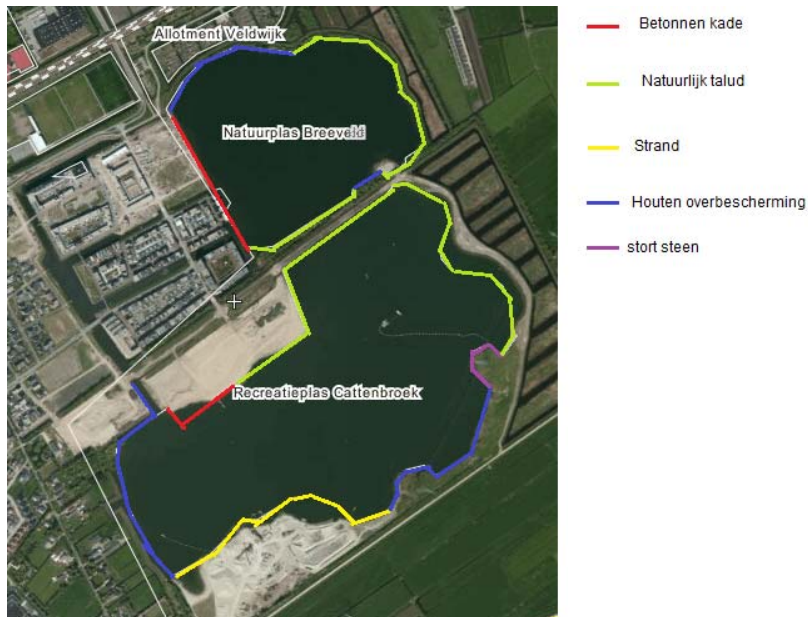 Allotment Veldwijk
Natuurplas Breeveld
Recreatieplas Cattenbroek
Betonnen kade
Natuurlijk talud
Strand
Houten overbescherming
stort steen